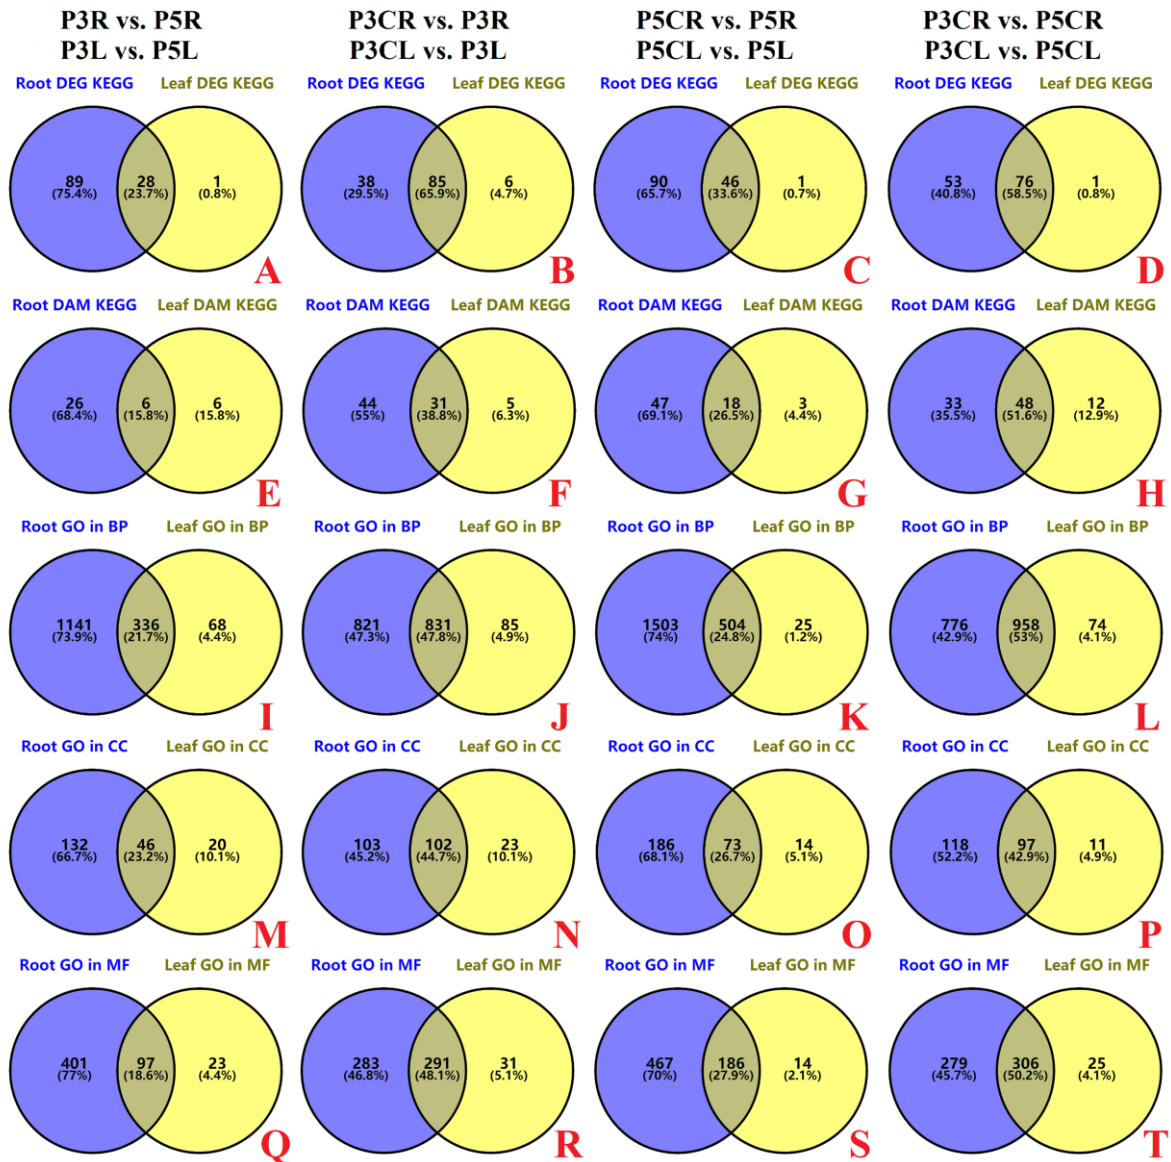 P3R vs. P5R P3CR vs. P3R P5CR vs. P5R P3CR vs. P5CR
P3L vs. P5L P3CL vs. P3L P5CL vs. P5L P3CL vs. P5CL
Root DEG KEGG Leaf DEG KEGG Root DEG KEGG Leaf DEG KEGG Root DEG KEGG Leaf DEG KEGG Root DEG KEGG Leaf DEG KEGG
89 28 1 38 85 6 90 46 1 53 76 1
(75.4%) (23.7%) (0.8%) (29.5%) (65.9%) (4.7%) (65.7%) (33.6%) (0.7%) (40.8%) (58.5%) (0.8%)
A B C D
Root DAM KEGG Leaf DAM KEGG Root DAM KEGG Leaf DAM KEGG Root DAM KEGG Leaf DAM KEGG Root DAM KEGG Leaf DAM KEGG
26 6 6 44 31 5 47 18 3 33 48 12
(68.4%) (15.8%) (15.8%) (55%) (38.8%) (6.3%) (69.1%) (26.5%) (4.4%) (35.5%) (51.6%) (12.9%)
E F G H
Root GO in BP Leaf GO in BP Root GO in BP Leaf GO in BP Root GO in BP Leaf GO in BP Root GO in BP Leaf GO in BP
1141 336 68 821 831 85 1503 504 25 776 958 74
(73.9%) (21.7%) (4.4%) (47.3%) (47.8%) (4.9%) (74%) (24.8%) (1.2%) (42.9%) (53%) (4.1%)
I J K L
Root GO in CC Leaf GO in CC Root GO in CC Leaf GO in CC Root GO in CC Leaf GO in CC Root GO in CC Leaf GO in CC
132 46 20 103 102 23 186 73 14 118 97 11
(66.7%) (23.2%) (10.1%) (45.2%) (44.7%) (10.1%) (68.1%) (26.7%) (5.1%) (52.2%) (42.9%) (4.9%)
M N O P
Root GO in MF Leaf GO in MF Root GO in MF Leaf GO in MF Root GO in MF Leaf GO in MF Root GO in MF Leaf GO in MF
401 97 23 283 291 31 467 186 14 279 306 25
(77%) (18.6%) (4.4%) (46.8%) (48.1%) (5.1%) (70%) (27.9%) (2.1%) (45.7%) (50.2%) (4.1%)
Q R S T